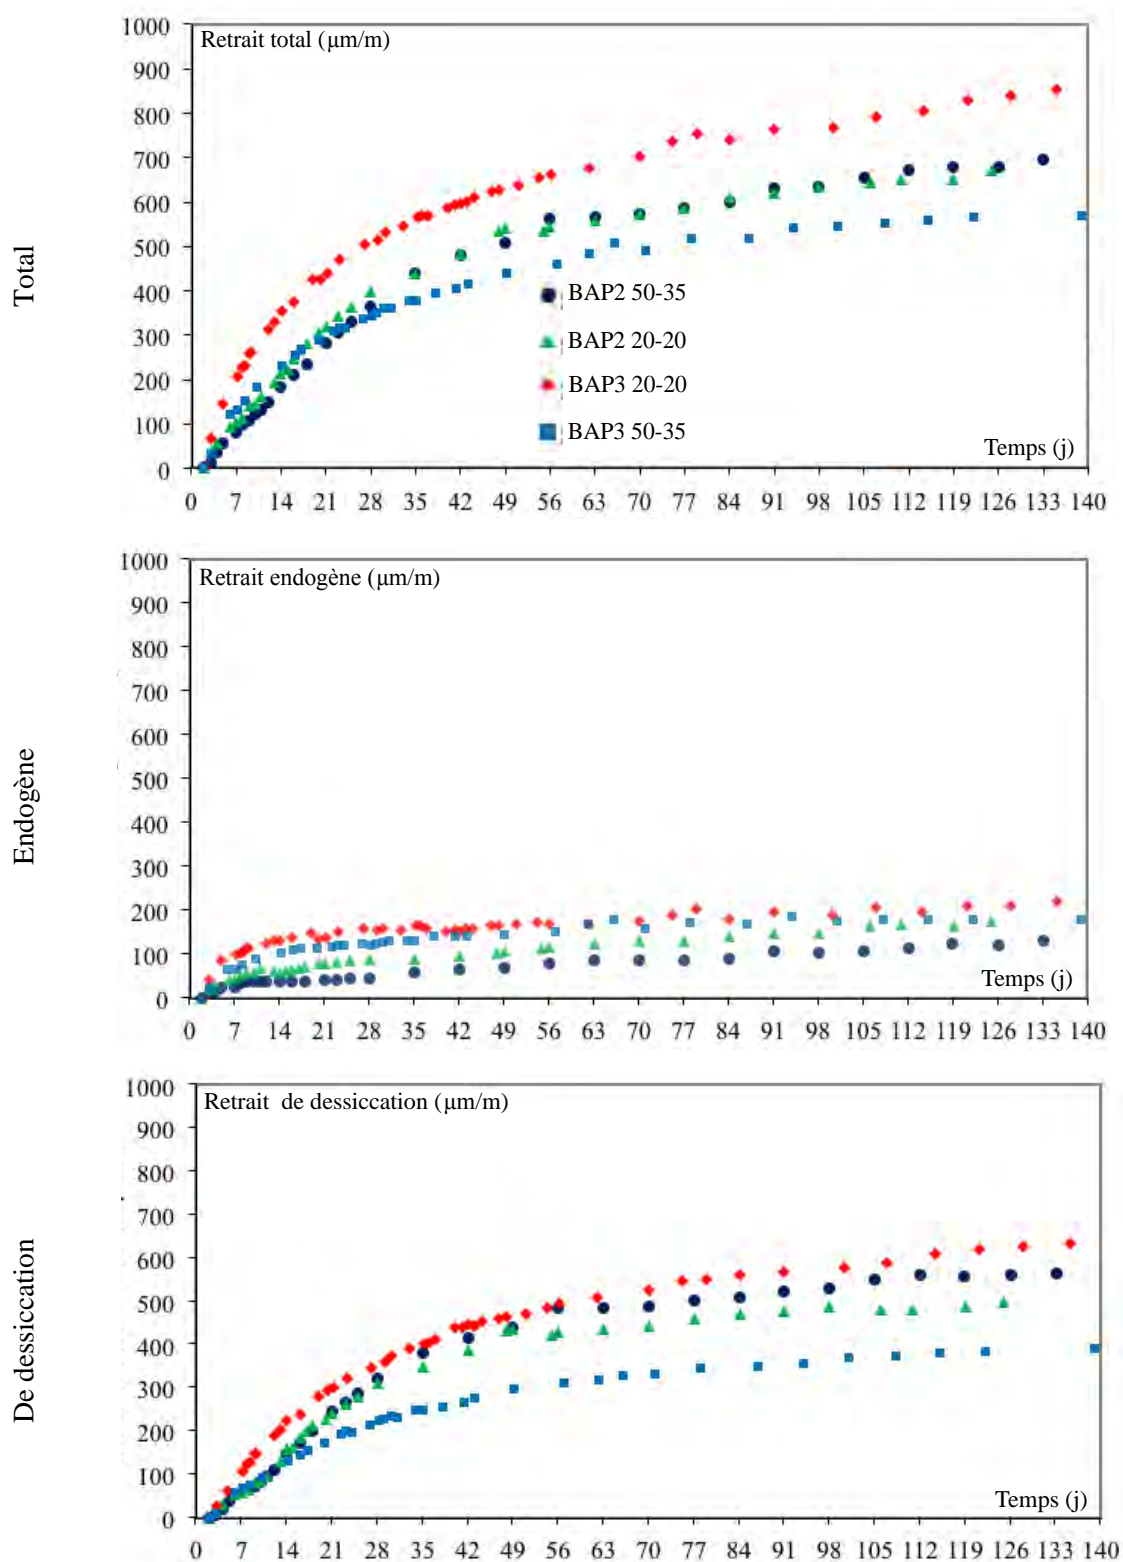 Total
Retrait total (μm/m)
1000
900
800
700
600
500
400
300
200
100
0
BAP2 50-35
BAP2 20-20
BAP3 20-20
BAP3 50-35
Temps (j)
0 7 14 21 28 35 42 49 56 63 70 77 84 91 98 105 112 119 126 133 140
Endogène
Retrait endogène (μm/m)
1000
900
800
700
600
500
400
300
200
100
0
Temps (j)
0 7 14 21 28 35 42 49 56 63 70 77 84 91 98 105 112 119 126 133 140
De dessiccation
Retrait de dessiccation (μm/m)
1000
900
800
700
600
500
400
300
200
100
0
Temps (j)
0 7 14 21 28 35 42 49 56 63 70 77 84 91 98 105 112 119 126 133 140